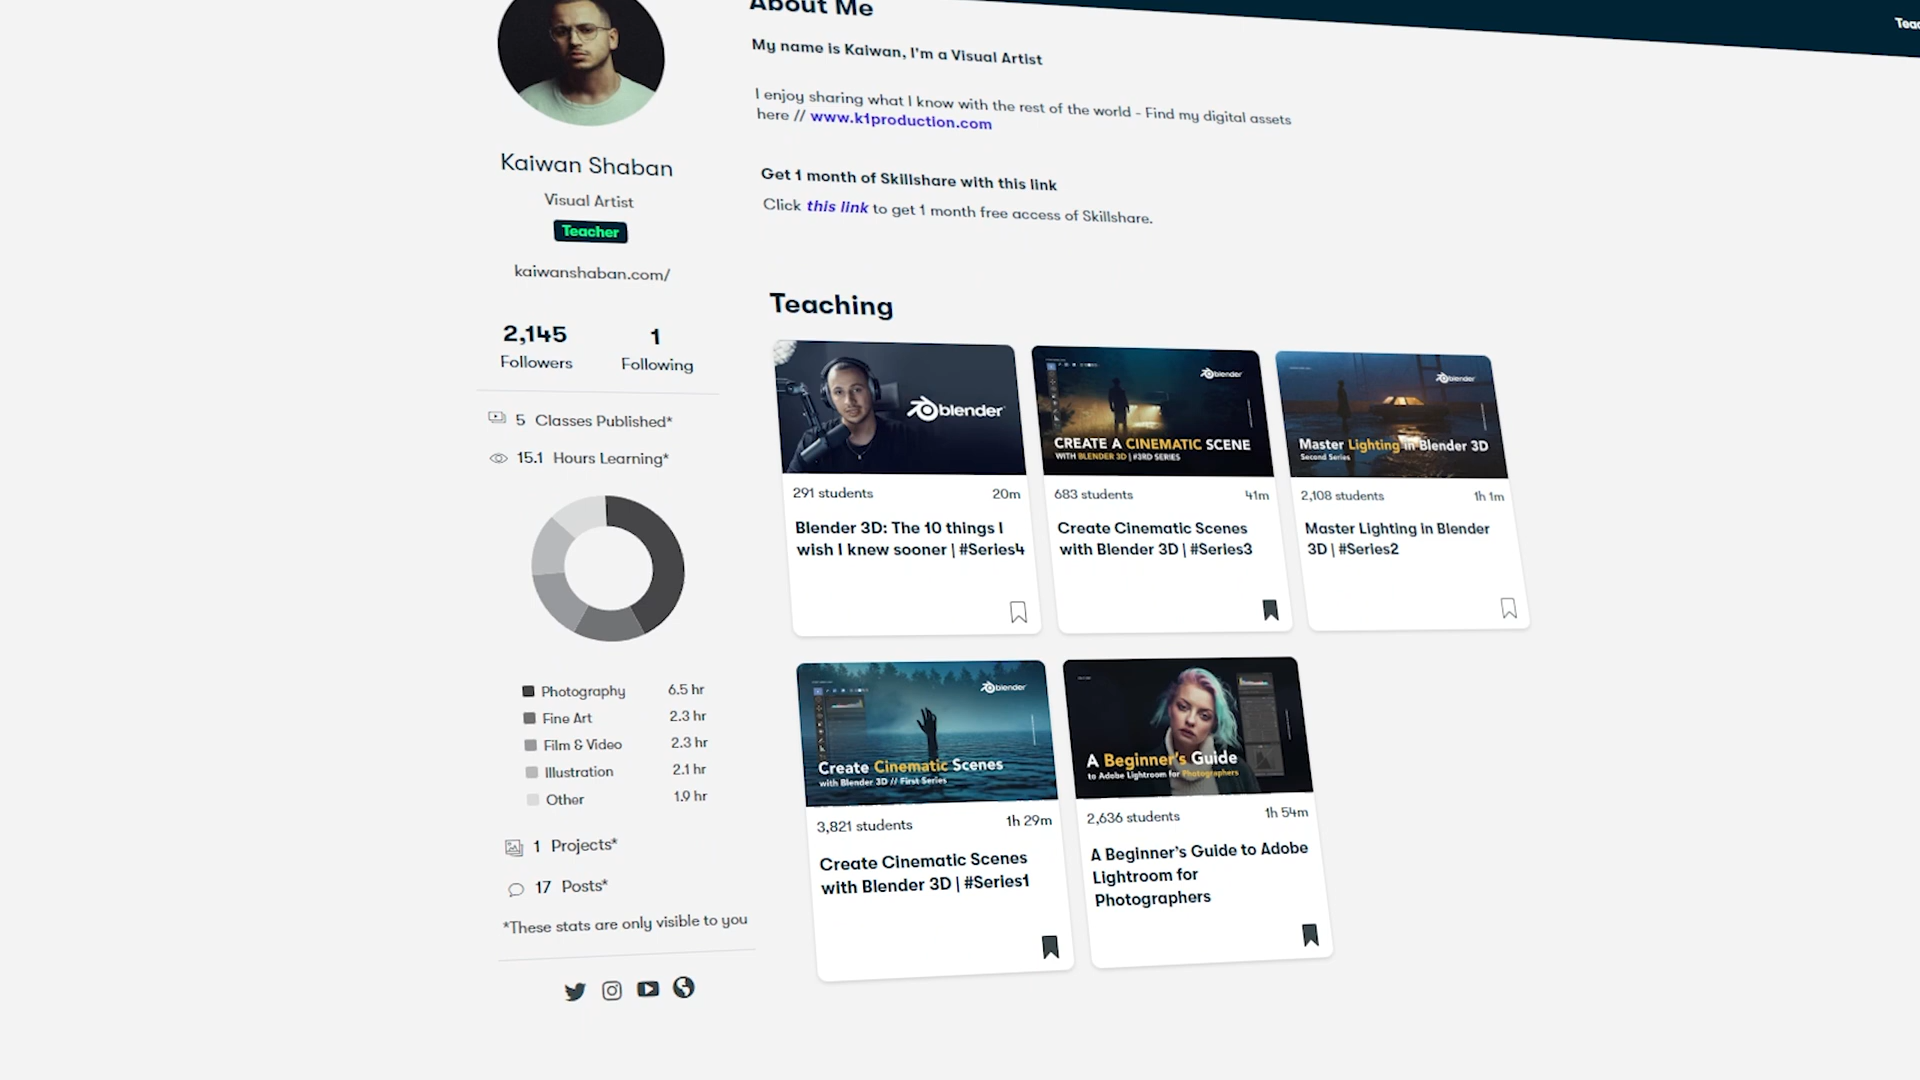 Teac
About Me
My name is Kaiwan, I'm a Visual Artist
I enjoy sharing what I know with the rest of the world - Find my digital assets
here // www.k1production.com
Get 1 month of Skillshare with this link
Click this link to get 1 month free access of Skillshare.
Kaiwan Shaban
Visual Artist
Teacher
kaiwanshaban.com/
2,145
Followers
1
Following
5 Classes Published*
15.1 Hours Learning*
Photography 6.5 hr
Fine Art 2.3 hr
Film & Video 2.3 hr
Illustration 2.1 hr
Other 1.9 hr
1 Projects*
17 Posts*
*These stats are only visible to you
Teaching
blender
291 students 20m
Blender 3D: The 10 things I
wish I knew sooner | #Series4
blender
CREATE A CINEMATIC SCENE
WITH BLENDER 3D | #3RD SERIES
683 students 41m
Create Cinematic Scenes
with Blender 3D | #Series3
blender
Master Lighting in Blender 3D
Second Series
2,108 students 1h 1m
Master Lighting in Blender
3D | #Series2
blender
Create Cinematic Scenes
with Blender 3D // First Series
3,821 students 1h 29m
Create Cinematic Scenes
with Blender 3D | #Series1
A Beginner's Guide
to Adobe Lightroom for Photographers
2,636 students 1h 54m
A Beginner's Guide to Adobe
Lightroom for
Photographers